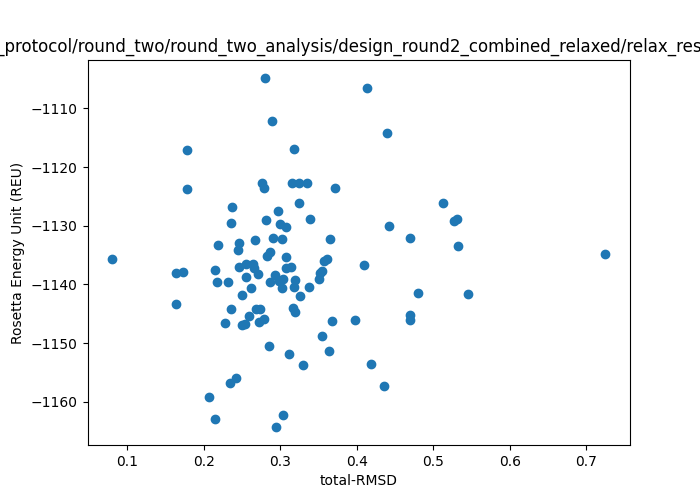 _protocol/round_two/round_two_analysis/design_round2_combined_relaxed/relax_res
Rosetta Energy Unit (REU)
−1110
−1120
−1130
−1140
−1150
−1160
0.1 0.2 0.3 0.4 0.5 0.6 0.7
total-RMSD